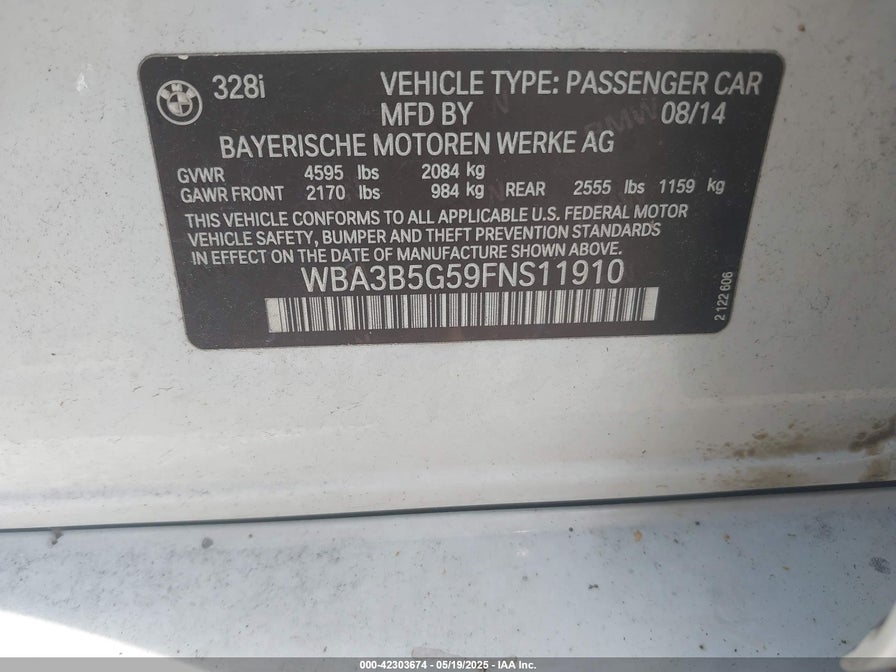 328i VEHICLE TYPE: PASSENGER CAR
MFD BY 08/14
BAYERISCHE MOTOREN WERKE AG
GVWR 4595 lbs 2084 kg
GAWR FRONT 2170 lbs 984 kg REAR 2555 lbs 1159 kg
THIS VEHICLE CONFORMS TO ALL APPLICABLE U.S. FEDERAL MOTOR
VEHICLE SAFETY, BUMPER AND THEFT PREVENTION STANDARDS
IN EFFECT ON THE DATE OF MANUFACTURE SHOWN ABOVE.
WBA3B5G59FNS11910
2 122 606
000-42303674 - 05/19/2025 - IAA Inc.